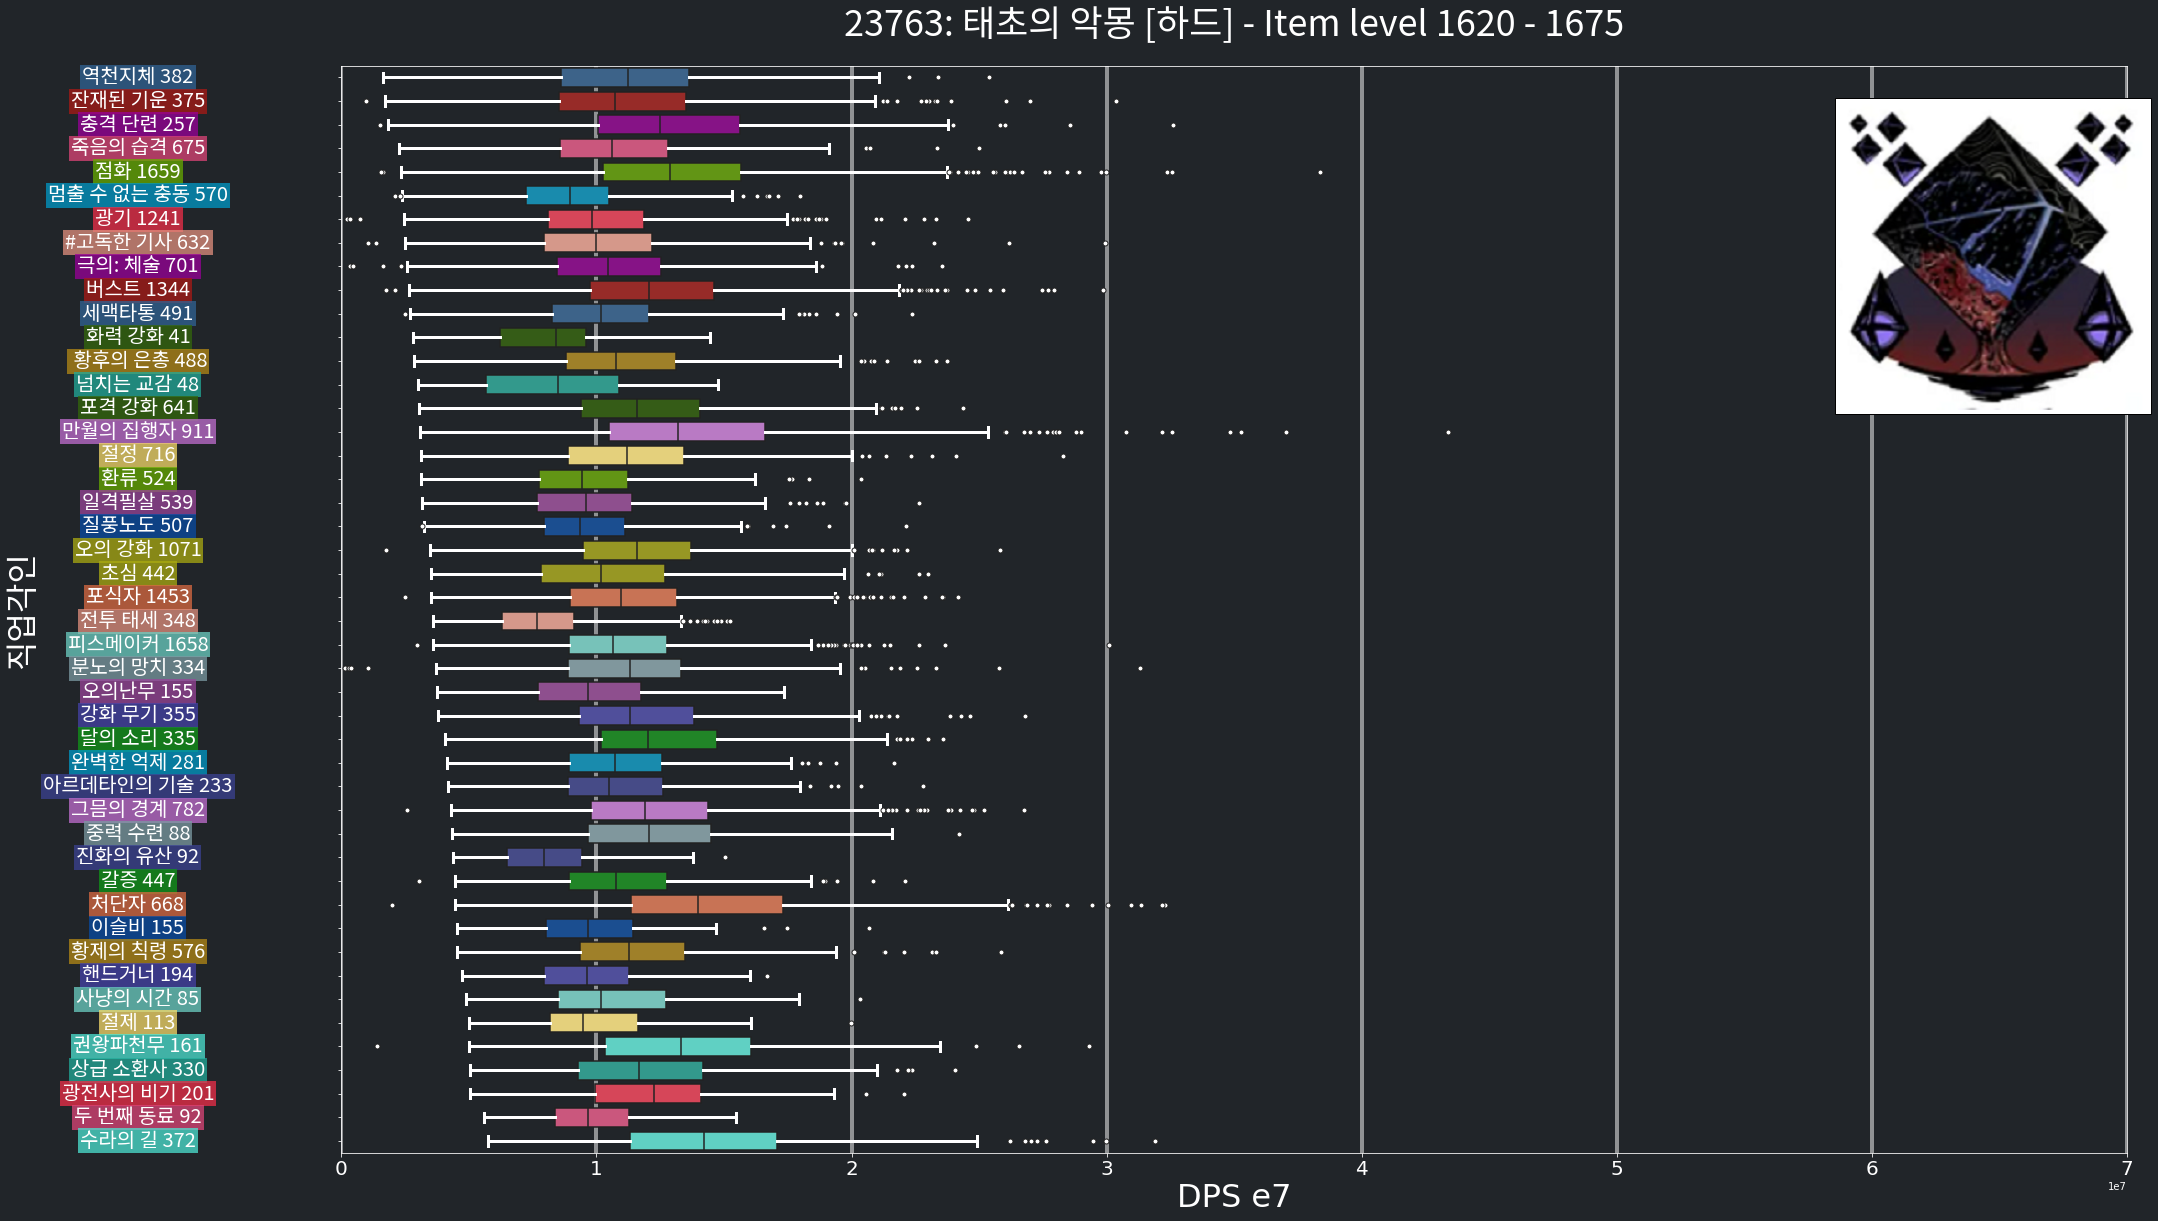 23763: 태초의 악몽 [하드] - Item level 1620 - 1675
직업각인
역천지체 382
잔재된 기운 375
충격 단련 257
죽음의 습격 675
점화 1659
멈출 수 없는 충동 570
광기 1241
#고독한 기사 632
극의: 체술 701
버스트 1344
세맥타통 491
화력 강화 41
황후의 은총 488
넘치는 교감 48
포격 강화 641
만월의 집행자 911
절정 716
환류 524
일격필살 539
질풍노도 507
오의 강화 1071
초심 442
포식자 1453
전투 태세 348
피스메이커 1658
분노의 망치 334
오의난무 155
강화 무기 355
달의 소리 335
완벽한 억제 281
아르데타인의 기술 233
그믐의 경계 782
중력 수련 88
진화의 유산 92
갈증 447
처단자 668
이슬비 155
황제의 칙령 576
핸드거너 194
사냥의 시간 85
절제 113
권왕파천무 161
상급 소환사 330
광전사의 비기 201
두 번째 동료 92
수라의 길 372
0 1 2 3 4 5 6 7
1e7
DPS e7